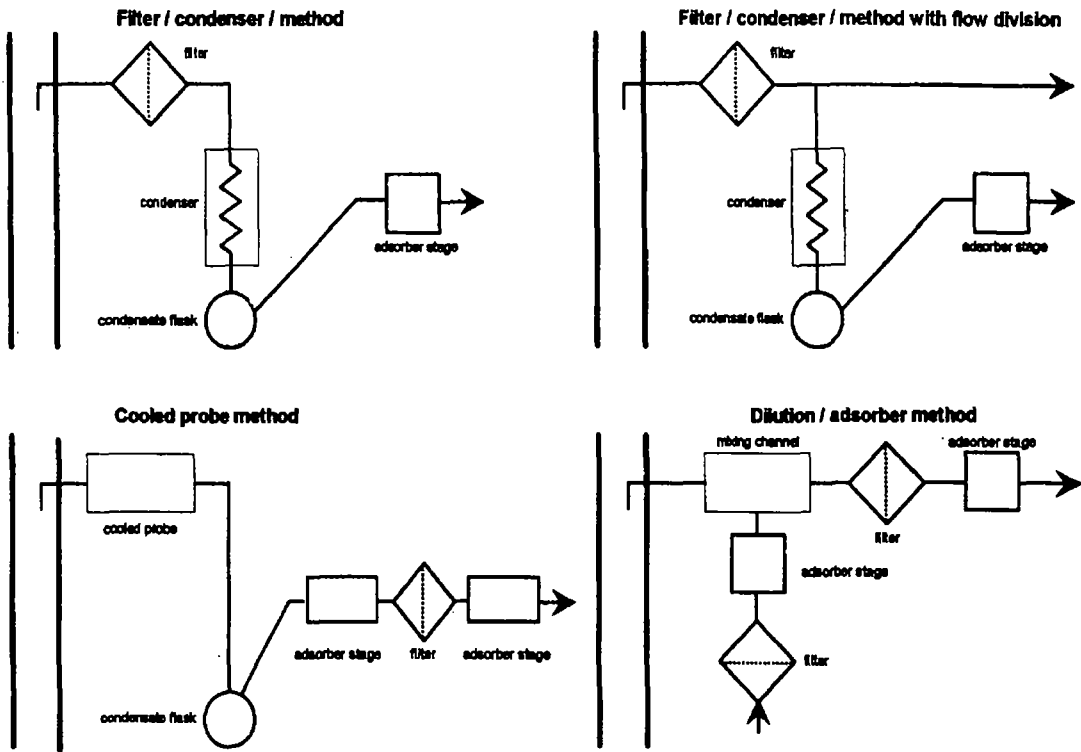 Filter / condenser / method
filter
condenser
adsorber stage
condensate flask
Filter / condenser / method with flow division
filter
condenser
adsorber stage
condensate flask
Cooled probe method
cooled probe
adsorber stage
filter
adsorber stage
condensate flask
Dilution / adsorber method
mixing channel
adsorber stage
filter
adsorber stage
filter